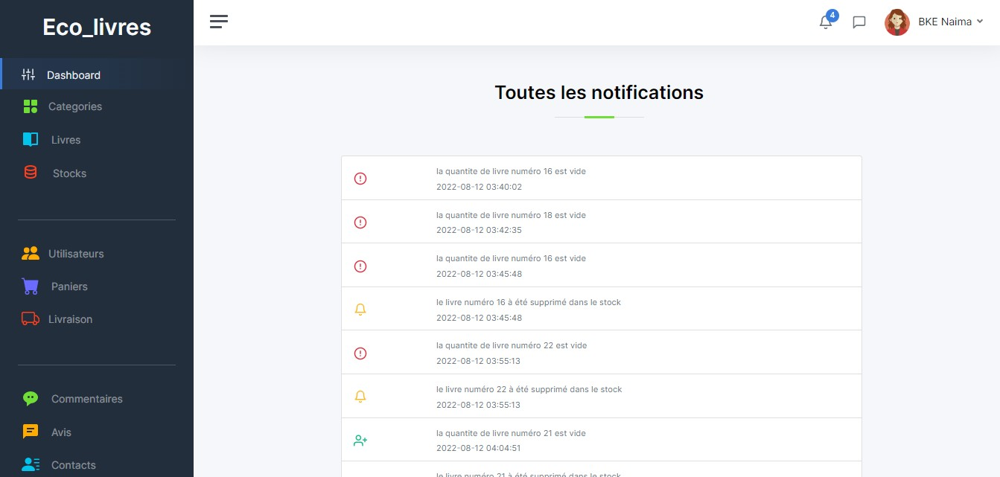 Eco_livres
4
BKE Naima
Dashboard
Categories
Livres
Stocks
Utilisateurs
Paniers
Livraison
Commentaires
Avis
Contacts
Toutes les notifications
la quantite de livre numéro 16 est vide
2022-08-12 03:40:02
la quantite de livre numéro 18 est vide
2022-08-12 03:42:35
la quantite de livre numéro 16 est vide
2022-08-12 03:45:48
le livre numéro 16 à été supprimé dans le stock
2022-08-12 03:45:48
la quantite de livre numéro 22 est vide
2022-08-12 03:55:13
le livre numéro 22 à été supprimé dans le stock
2022-08-12 03:55:13
la quantite de livre numéro 21 est vide
2022-08-12 04:04:51
le livre numéro 21 à été supprimé dans le stock